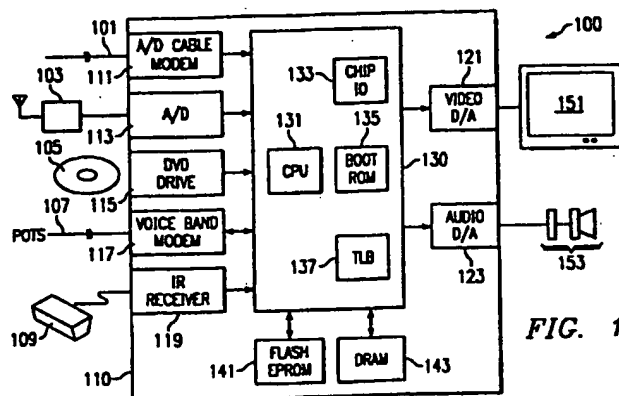 101
A/D CABLE
MODEM
111
103
A/D
113
105
DVD
DRIVE
115
POTS
107
VOICE BAND
MODEM
117
IR
RECEIVER
119
109
110
133
CHIP
IO
131
CPU
135
BOOT
ROM
130
137
TLB
141
FLASH
EPROM
DRAM
143
121
VIDEO
D/A
AUDIO
D/A
123
100
151
153
FIG. 1